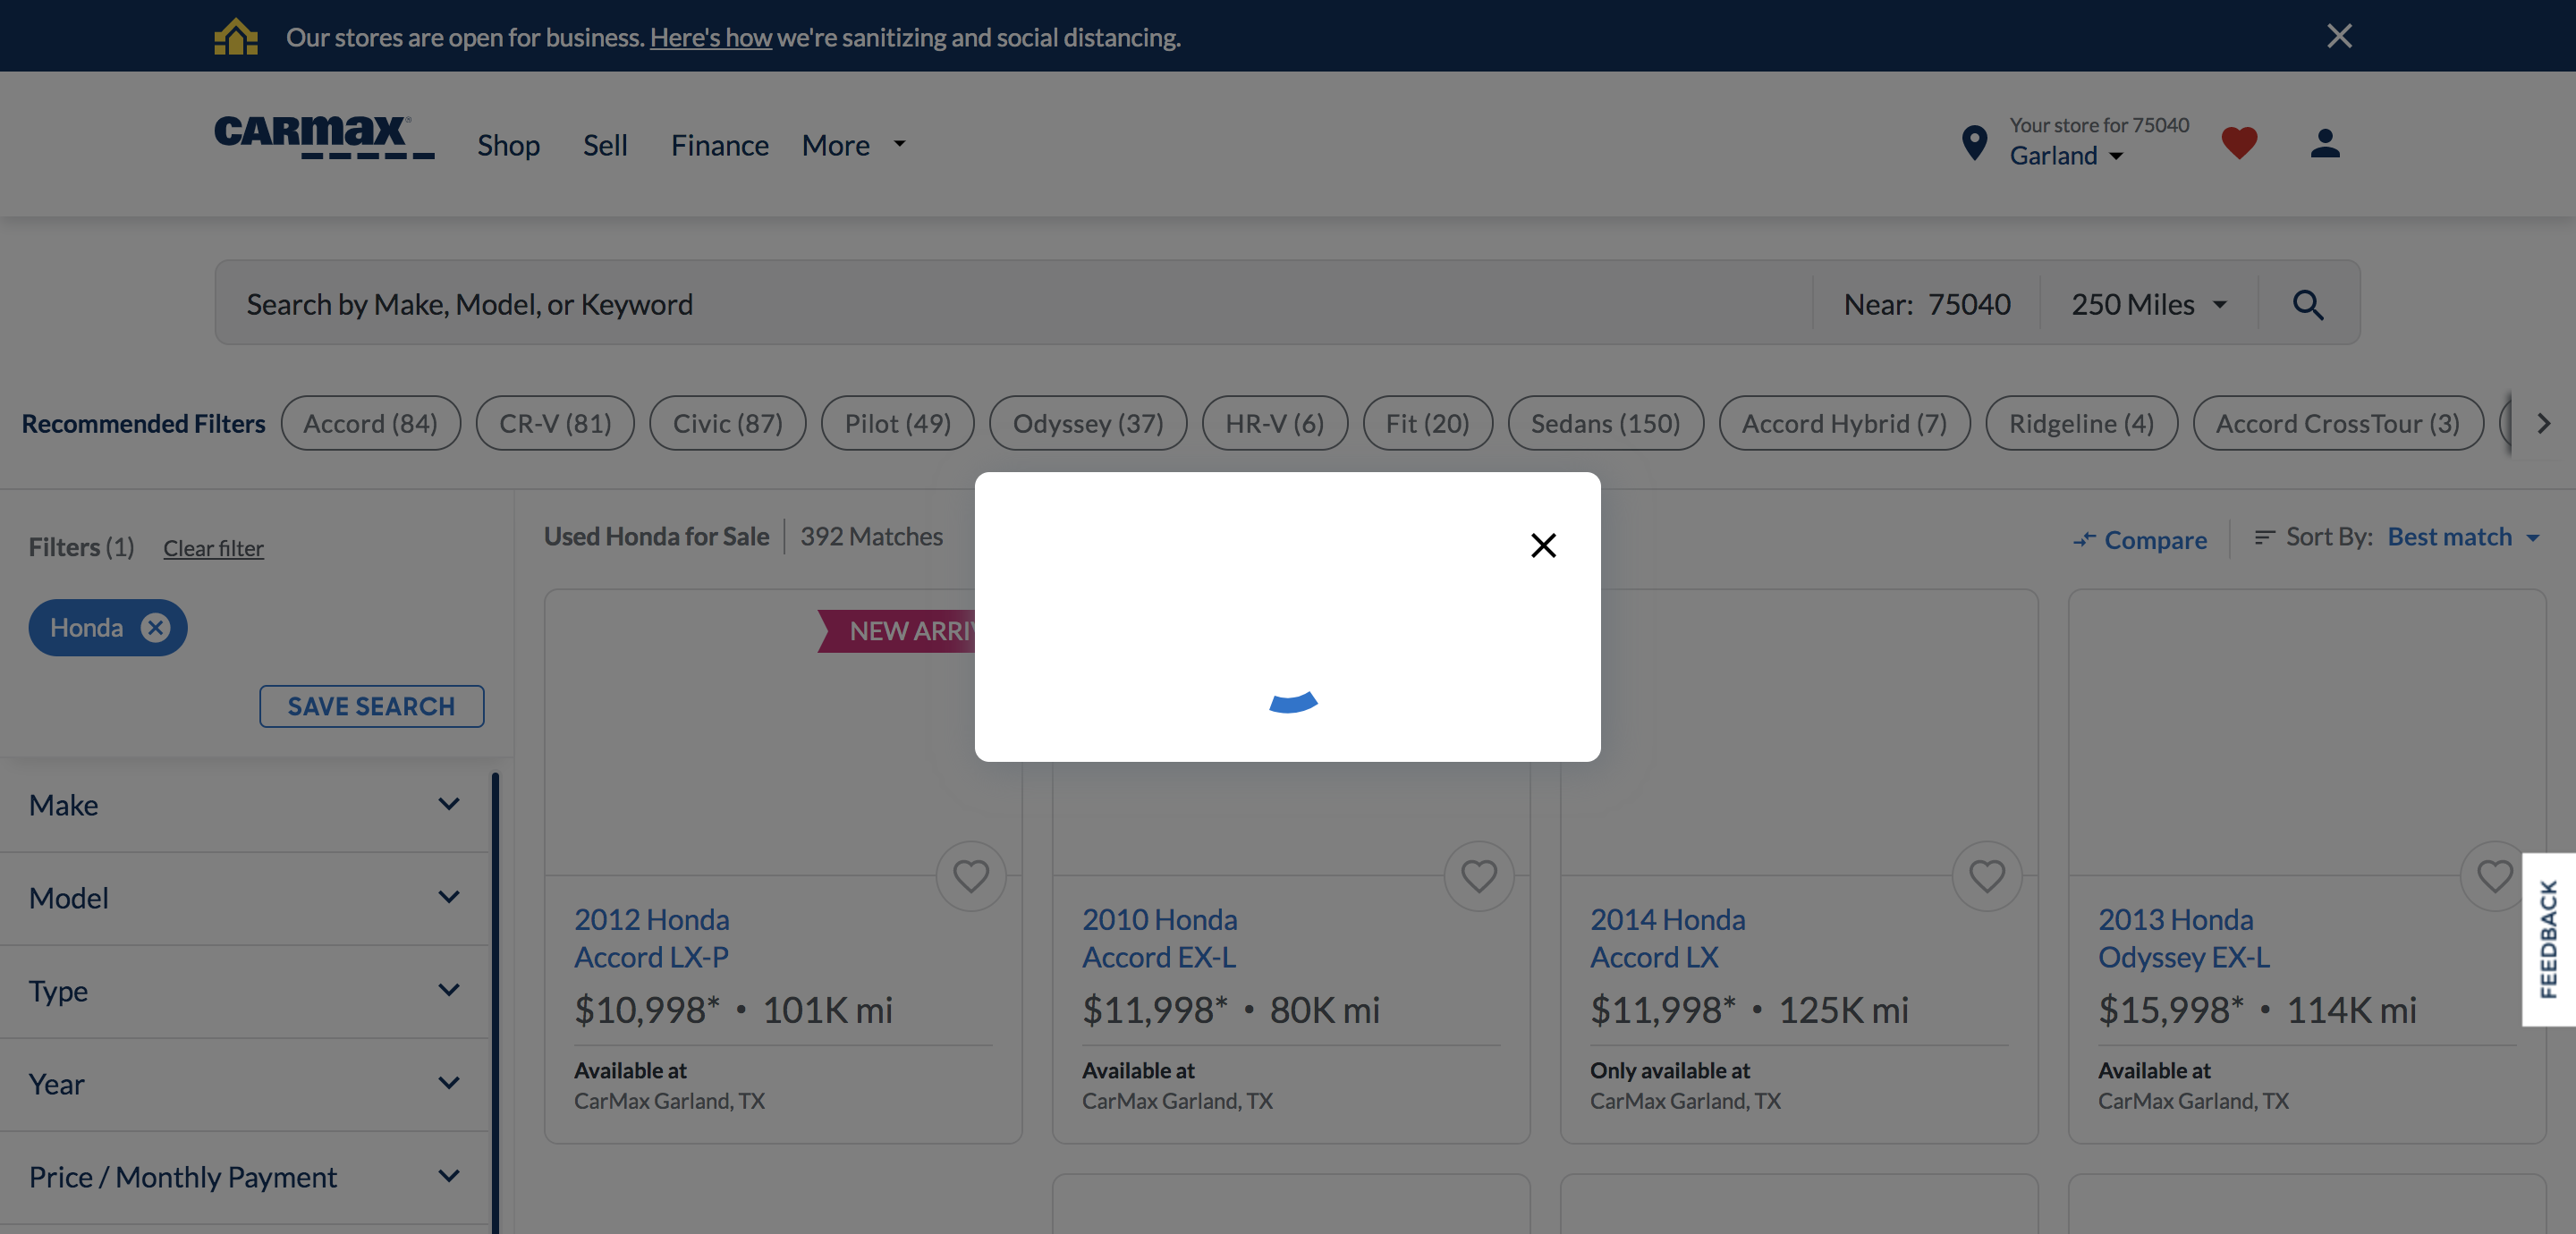 Our stores are open for business. Here's how we're sanitizing and social distancing.
CARMAX
Shop
Sell
Finance
More
Your store for 75040
Garland
Search by Make, Model, or Keyword
Near: 75040
250 Miles
Recommended Filters
Accord (84)
CR-V (81)
Civic (87)
Pilot (49)
Odyssey (37)
HR-V (6)
Fit (20)
Sedans (150)
Accord Hybrid (7)
Ridgeline (4)
Accord CrossTour (3)
Filters (1)
Clear filter
Honda
SAVE SEARCH
Make
Model
Type
Year
Price / Monthly Payment
Used Honda for Sale
392 Matches
Compare
Sort By: Best match
NEW
2012 Honda
Accord LX-P
$10,998* • 101K mi
Available at
CarMax Garland, TX
2010 Honda
Accord EX-L
$11,998* • 80K mi
Available at
CarMax Garland, TX
2014 Honda
Accord LX
$11,998* • 125K mi
Only available at
CarMax Garland, TX
2013 Honda
Odyssey EX-L
$15,998* • 114K mi
Available at
CarMax Garland, TX
FEEDBACK